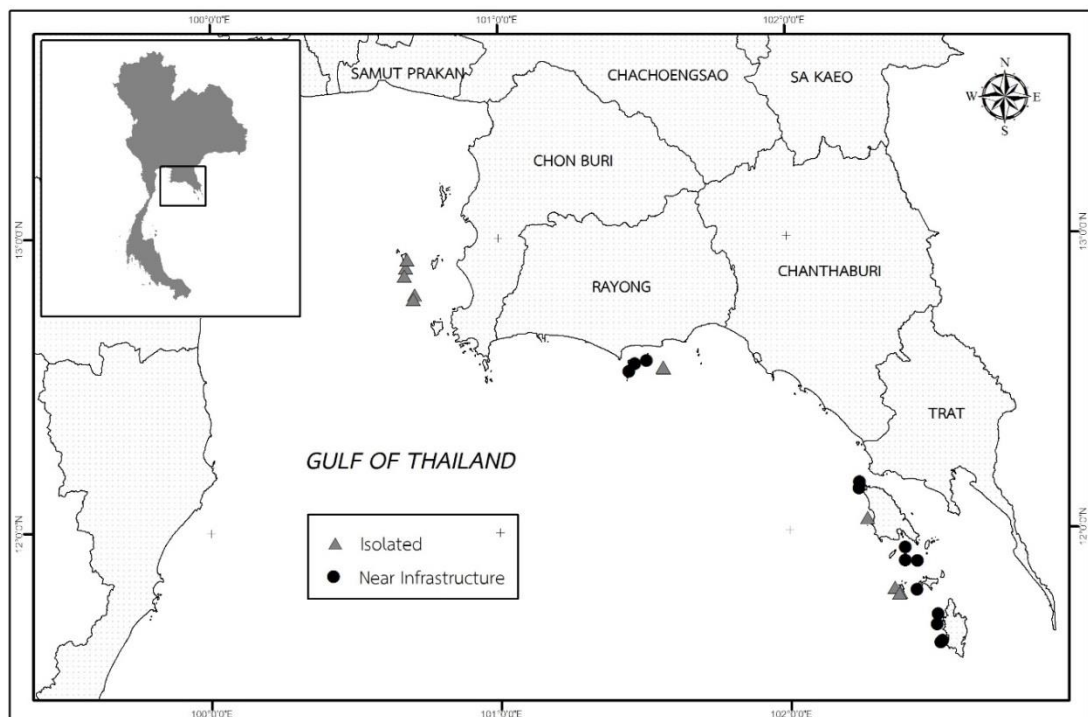 100°0'0"E 101°0'0"E 102°0'0"E
SAMUT PRAKAN
CHACHOENGSAO
SA KAEO
N
W E
S
CHON BURI
13°0'0"N 13°0'0"N
RAYONG
CHANTHABURI
TRAT
GULF OF THAILAND
12°0'0"N 12°0'0"N
Isolated
Near Infrastructure
100°0'0"E 101°0'0"E 102°0'0"E